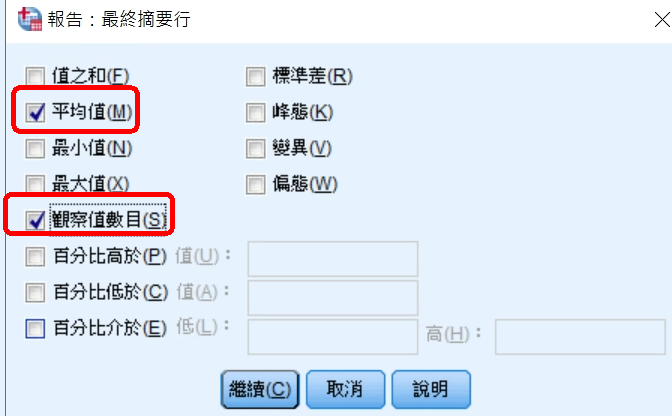 報告：最終摘要行
值之和(F) 標準差(R)
平均值(M) 峰態(K)
最小值(N) 變異(V)
最大值(X) 偏態(W)
觀察值數目(S)
百分比高於(P) 值(U)：
百分比低於(C) 值(A)：
百分比介於(E) 低(L)： 高(H)：
繼續(C) 取消 說明